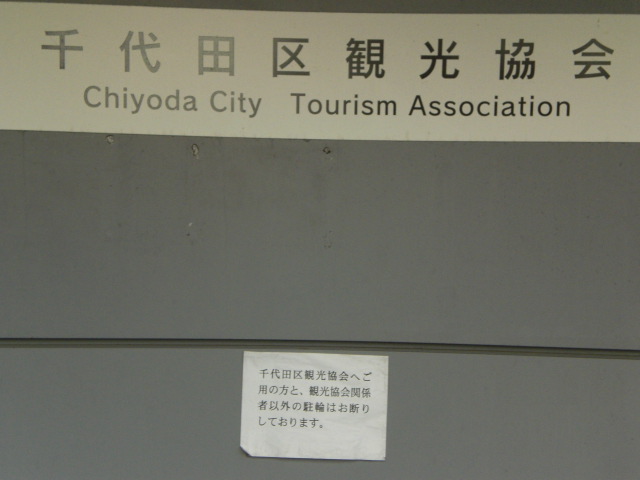 千代田区観光協会
Chiyoda City Tourism Association
千代田区観光協会へご
用の方と、観光協会関係
者以外の駐輪はお断り
しております。